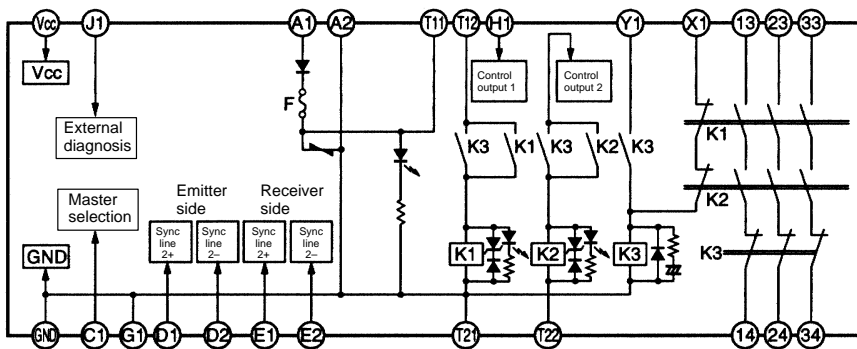 Vcc J1 A1 A2 T11 T12 H1 Y1 X1 13 23 33
Vcc
Control
output 1
Control
output 2
F
External
diagnosis
K3 K1 K3 K2 K3
K1
K2
Master
selection
Emitter
side
Receiver
side
Sync
line
2+
Sync
line
2–
Sync
line
2+
Sync
line
2–
GND
K1 K2 K3
K3
GND C1 G1 D1 D2 E1 E2 T21 T22 14 24 34